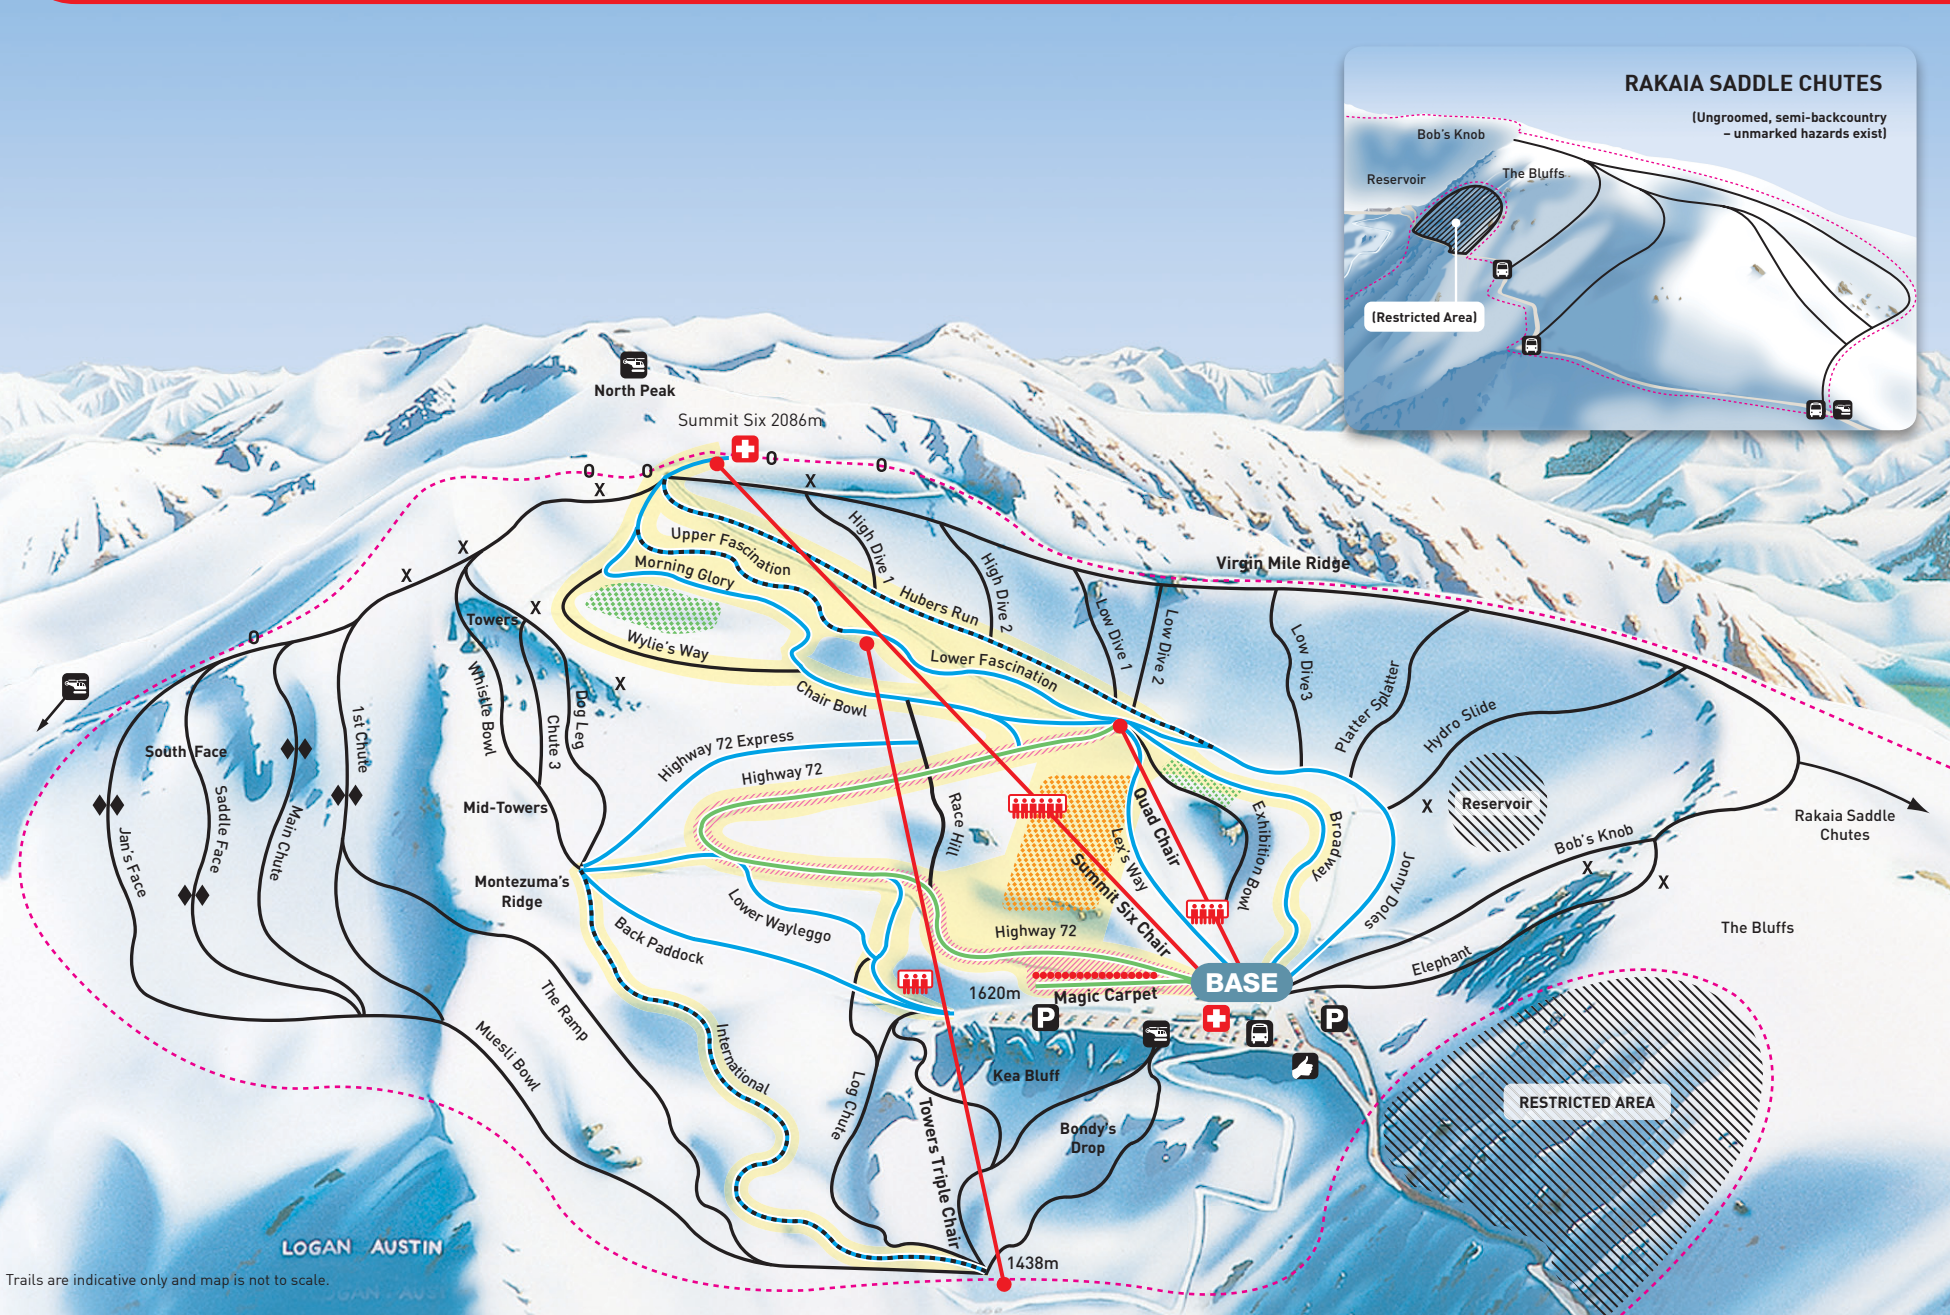 RAKAIA SADDLE CHUTES
(Ungroomed, semi-backcountry
– unmarked hazards exist)
Bob's Knob
Reservoir
The Bluffs
(Restricted Area)
North Peak
Summit Six 2086m
O
O
O
O
X
X
X
X
X
X
O
Upper Fascination
Morning Glory
Wylie's Way
High Dive 1
High Dive 2
Hubers Run
Lower Fascination
Chair Bowl
Virgin Mile Ridge
Low Dive 1
Low Dive 2
Low Dive3
Platter Splatter
Hydro Slide
Towers
Whistle Bowl
Chute 3
Dog Leg
1st Chute
South Face
Saddle Face
Main Chute
Jan's Face
Mid-Towers
Highway 72 Express
Highway 72
Race Hill
Quad Chair
Lex's Way
Summit Six Chair
Exhibition Bowl
Broadway
Jonny Dotes
X
Reservoir
Rakaia Saddle
Chutes
Bob's Knob
X
X
Elephant
The Bluffs
Montezuma's
Ridge
Lower Wayleggo
Back Paddock
Highway 72
BASE
1620m
Magic Carpet
P
P
The Ramp
Muesli Bowl
International
Log Chute
Kea Bluff
Towers Triple Chair
Bondy's
Drop
RESTRICTED AREA
1438m
LOGAN AUSTIN
Trails are indicative only and map is not to scale.